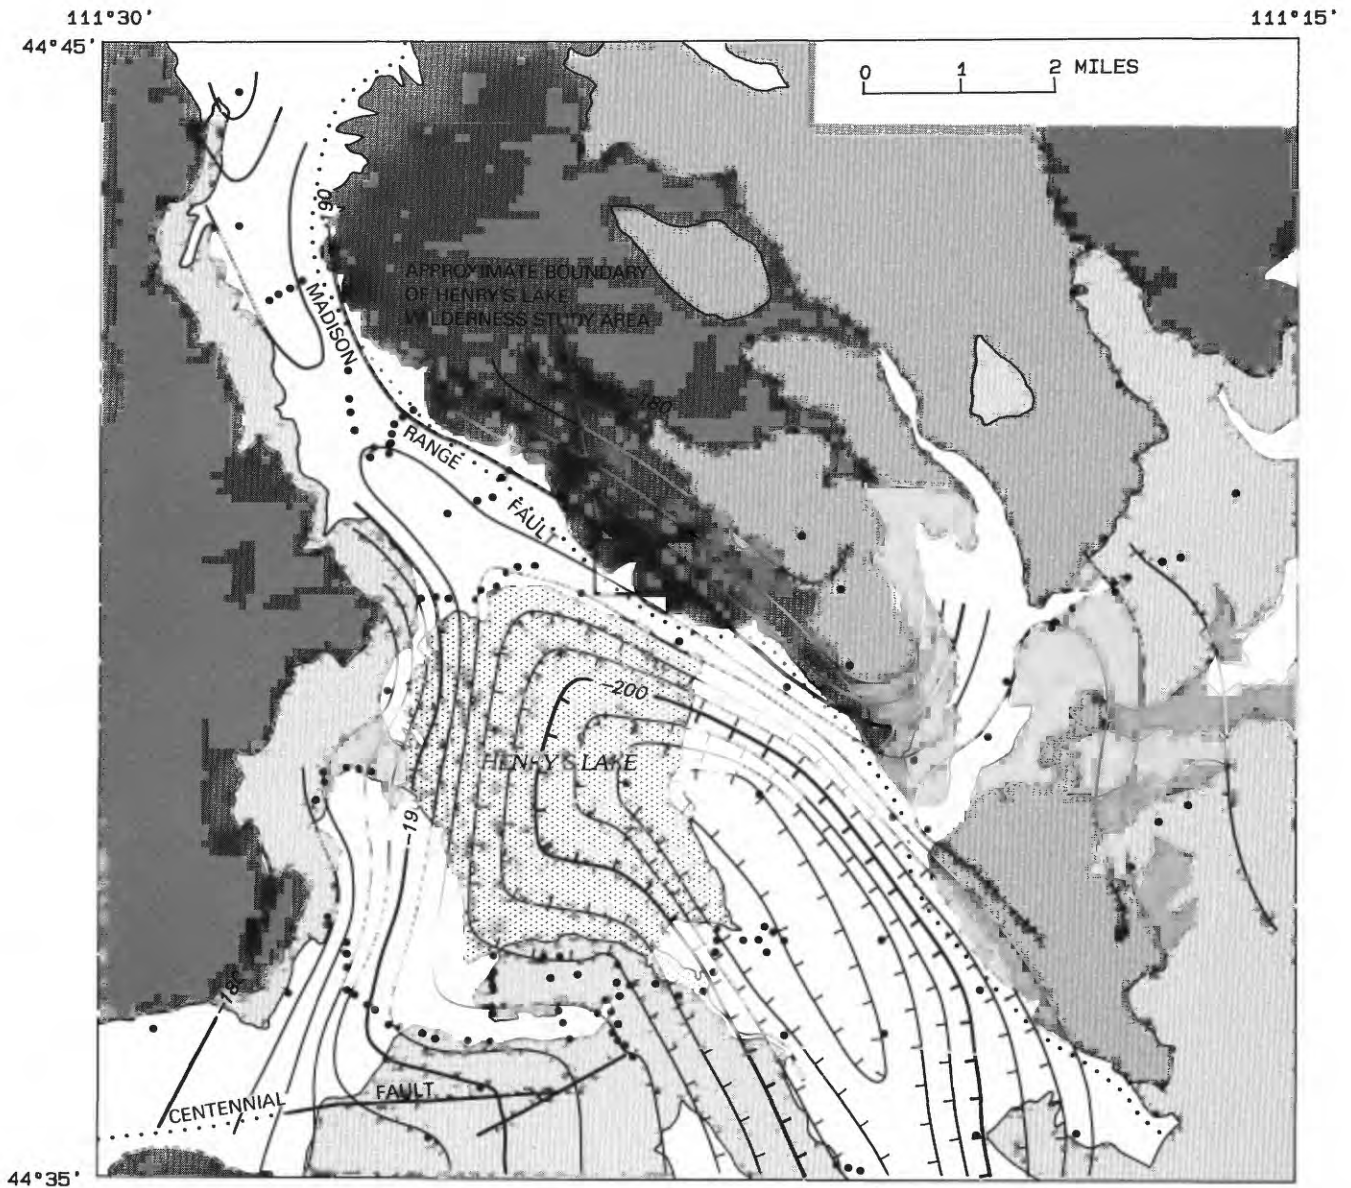 111°30' 111°15'
44°45'
0 1 2 MILES
90
APPROXIMATE BOUNDARY
OF HENRY'S LAKE
WILDERNESS STUDY AREA
MADISON
-180
RANGE
FAULT
-200
HENRY'S LAKE
-19
-18
CENTENNIAL FAULT
44°35'